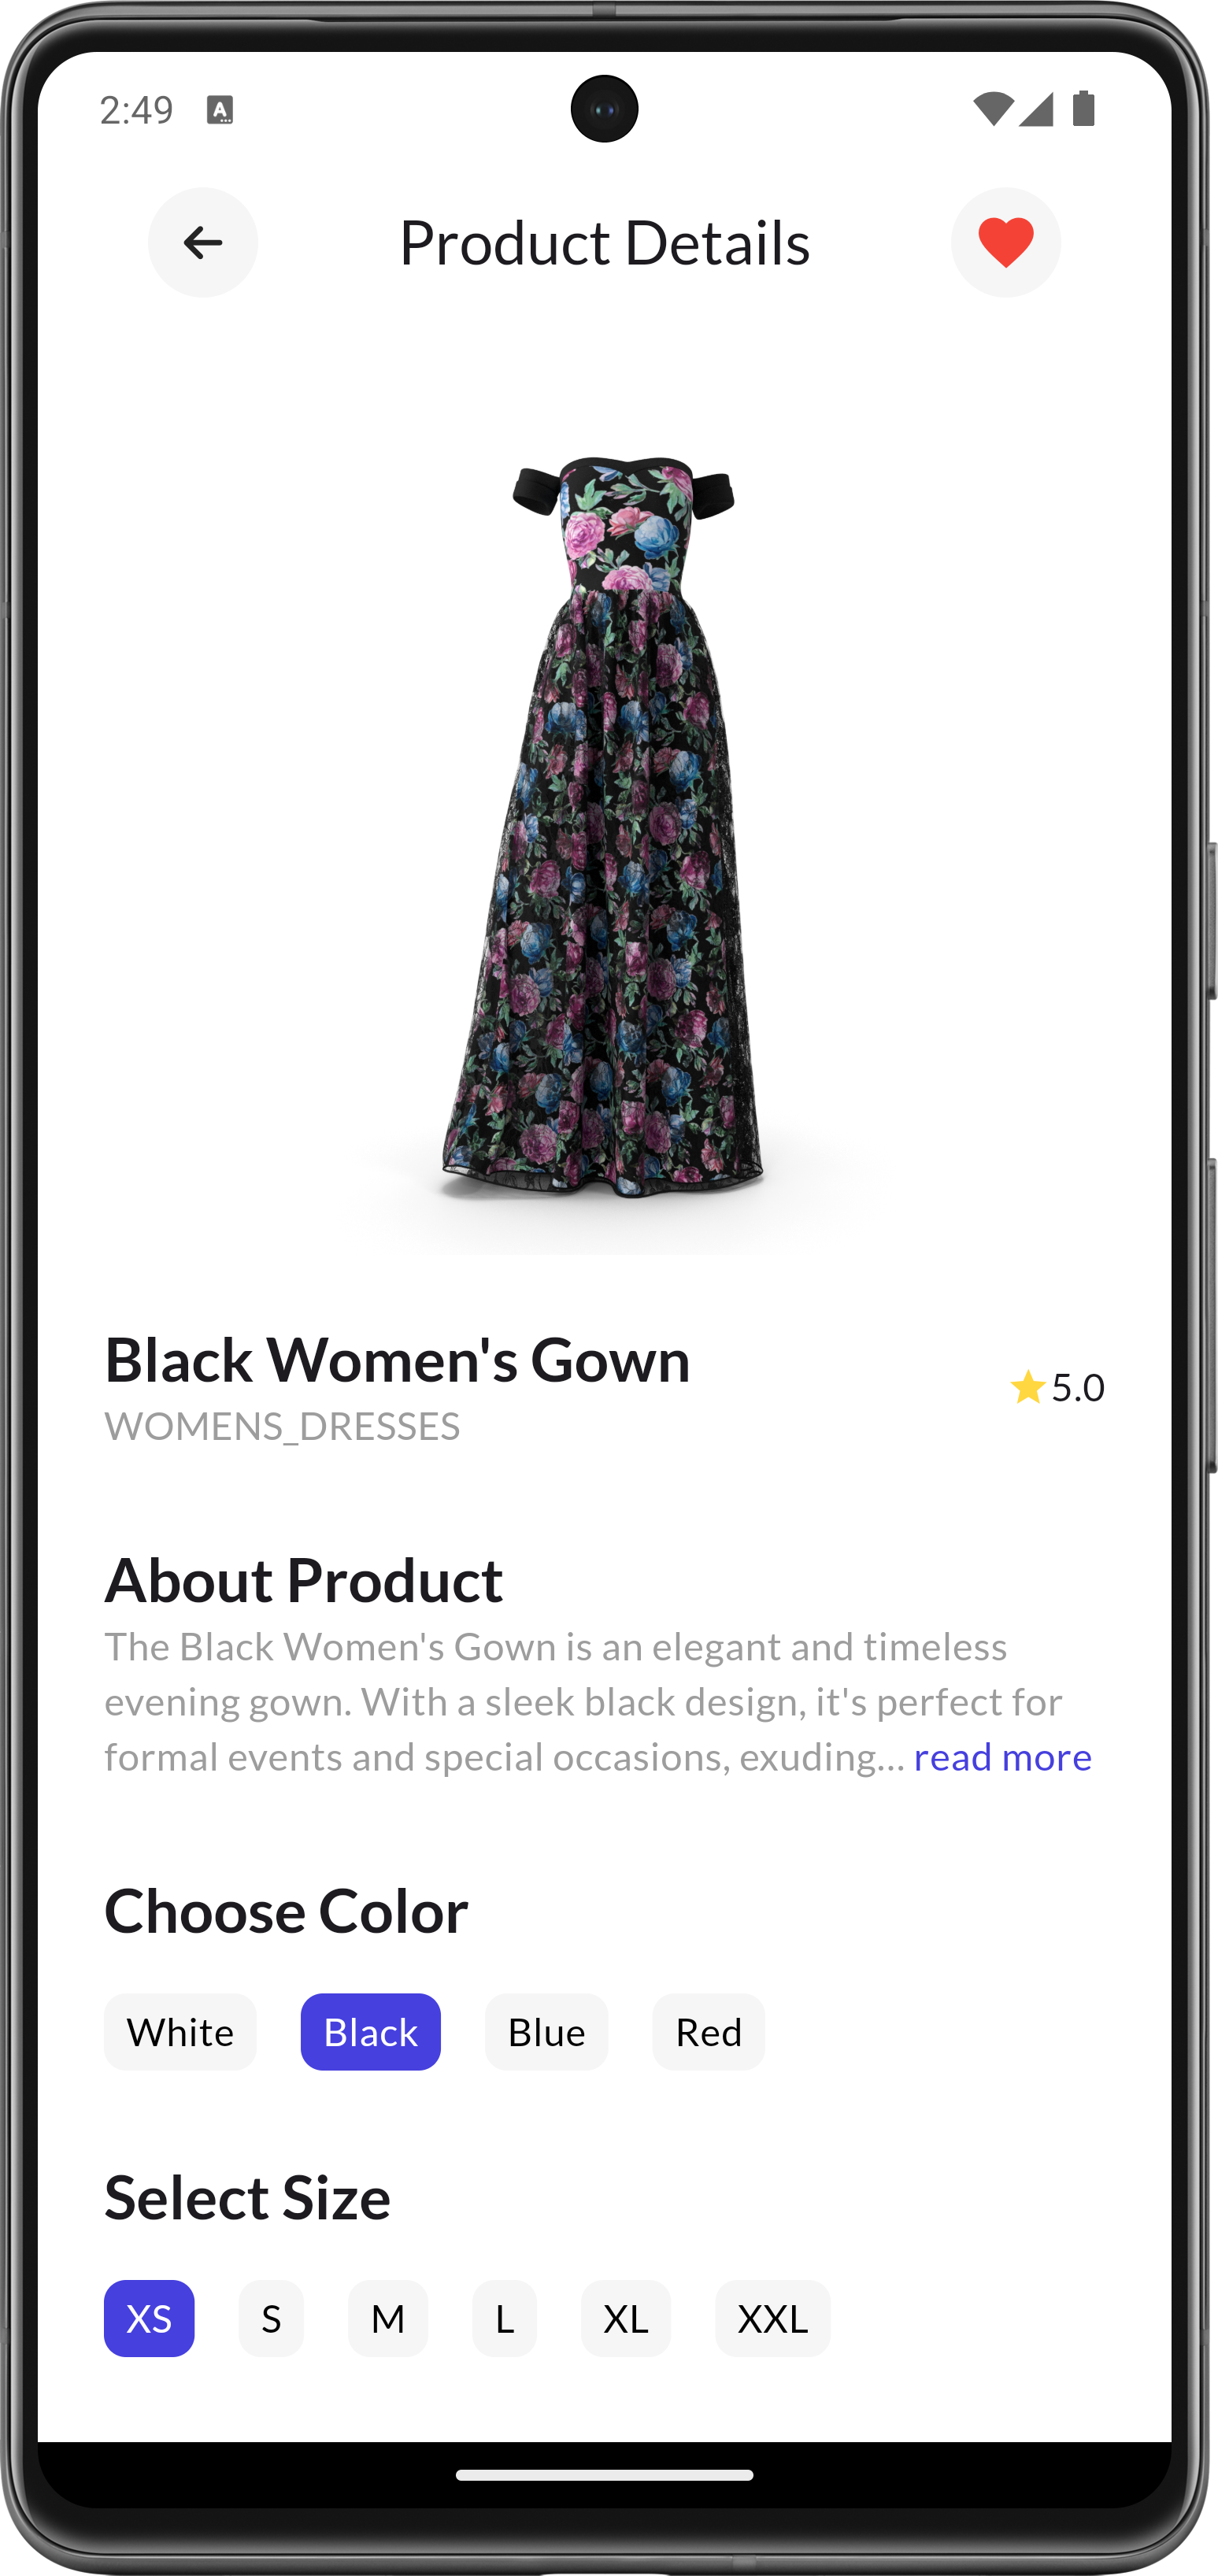 2:49
A
Product Details
Black Women's Gown
5.0
WOMENS_DRESSES
About Product
The Black Women's Gown is an elegant and timeless
evening gown. With a sleek black design, it's perfect for
formal events and special occasions, exuding... read more
Choose Color
White Black Blue Red
Select Size
XS S M L XL XXL